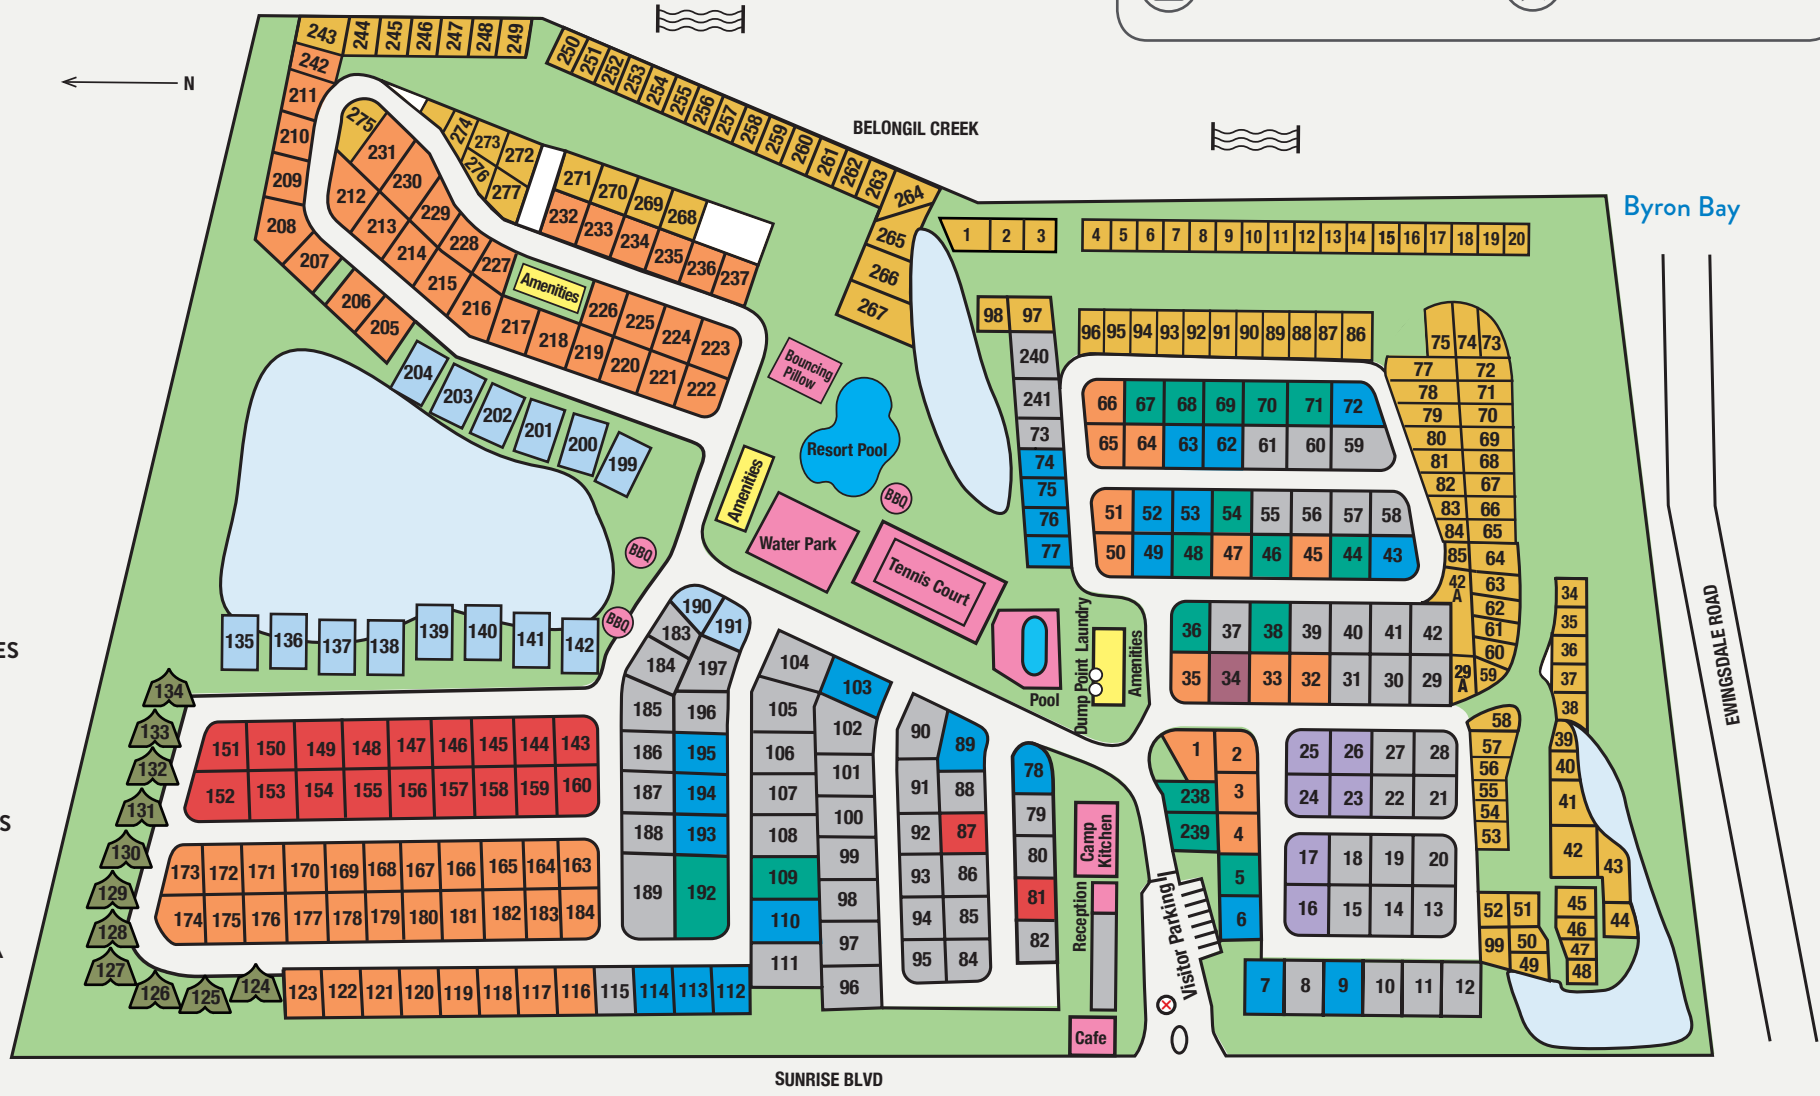 243 244 245 246 247 248 249
250 251 252 253 254 255 256 257 258 259 260 261 262 263 264
265
266
267
242
211
210
209
208
207
206
205
N
BELONGIL CREEK
Byron Bay
275 274 273 272
276 277
271 270 269 268
231
230
229
228
227
212
213
214
215
216
217 218 219 220 221 222
232 233 234 235 236 237
Amenities
226 225 224 223
1 2 3
4 5 6 7 8 9 10 11 12 13 14 15 16 17 18 19 20
98 97
240
241
73
74
75
76
77
96 95 94 93 92 91 90 89 88 87 86
75 74 73
77 72
78 71
79 70
80 69
81 68
82 67
83 66
84 65
85 64
42 A
63
62
61
60
29 A
59
66 67 68 69 70 71 72
65 64 63 62 61 60 59
51 52 53 54 55 56 57 58
50 49 48 47 46 45 44 43
36 37 38 39 40 41 42
35 34 33 32 31 30 29
34
35
36
37
38
39
40
41
42
43
44
45
46
47
48
58
57
56
55
54
53
52 51
99 50
49
EWINGSDALE ROAD
204 203 202 201 200 199
Bouncing
Pillow
Resort Pool
BBQ
Amenities
Water Park
Tennis Court
Pool
Dump Point
Laundry
Amenities
BBQ
BBQ
135 136 137 138 139 140 141 142
ES
S
134
133
132
131
130
129
128
127
126 125 124
151 150 149 148 147 146 145 144 143
152 153 154 155 156 157 158 159 160
173 172 171 170 169 168 167 166 165 164 163
174 175 176 177 178 179 180 181 182 183 184
123 122 121 120 119 118 117 116 115 114 113 112
190 191
183
184 197
185 196
186 195
187 194
188 193
189 192
104 103
105 102
106 101
107 100
108 99
109 98
110 97
111 96
90 89
91 88
92 87
93 86
94 85
95 84
78
79
80
81
82
Camp
Kitchen
Reception
Cafe
Visitor Parking
1 2
238 3
239 4
5
6
25 26 27 28
24 23 22 21
17 18 19 20
16 15 14 13
7 8 9 10 11 12
SUNRISE BLVD